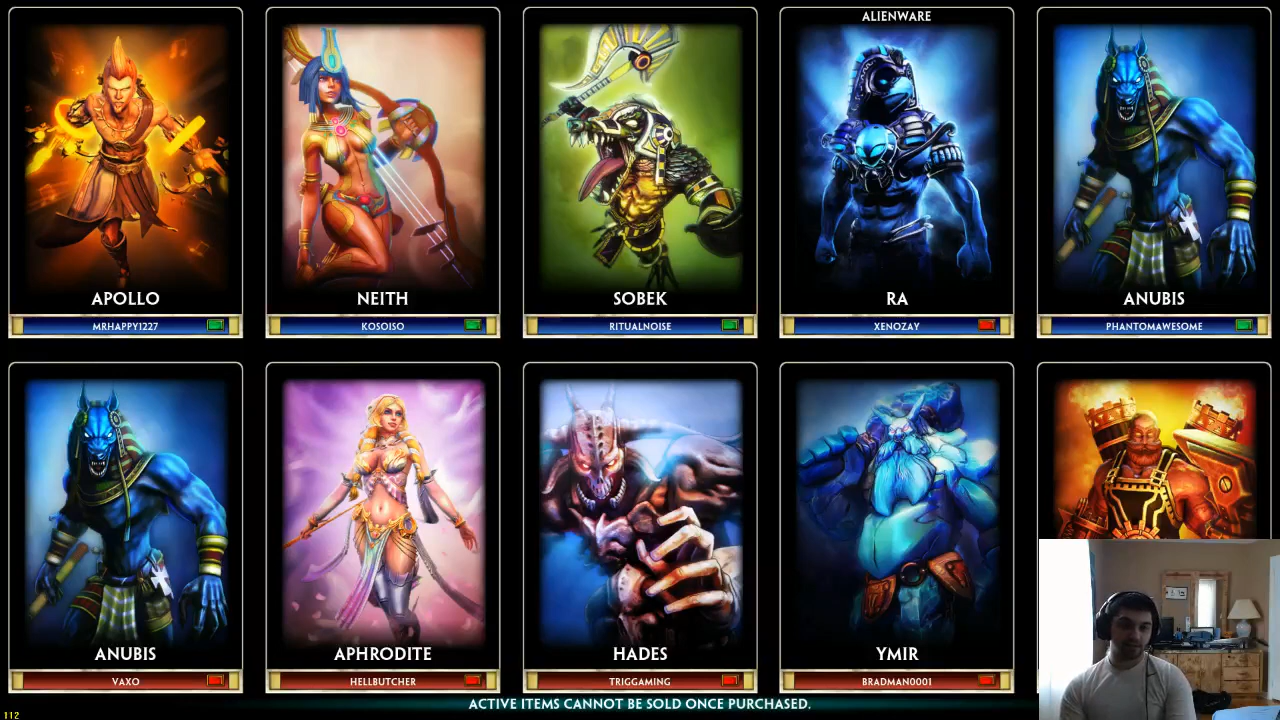 ALIENWARE
APOLLO
NEITH
SOBEK
RA
ANUBIS
MRHAPPY1227
KOSOISO
RITUALNOISE
XENOZAY
PHANTOMAWESOME
ANUBIS
APHRODITE
HADES
YMIR
VAXO
HELLBUTCHER
TRIGGAMING
BRADMAN0001
ACTIVE ITEMS CANNOT BE SOLD ONCE PURCHASED.
112